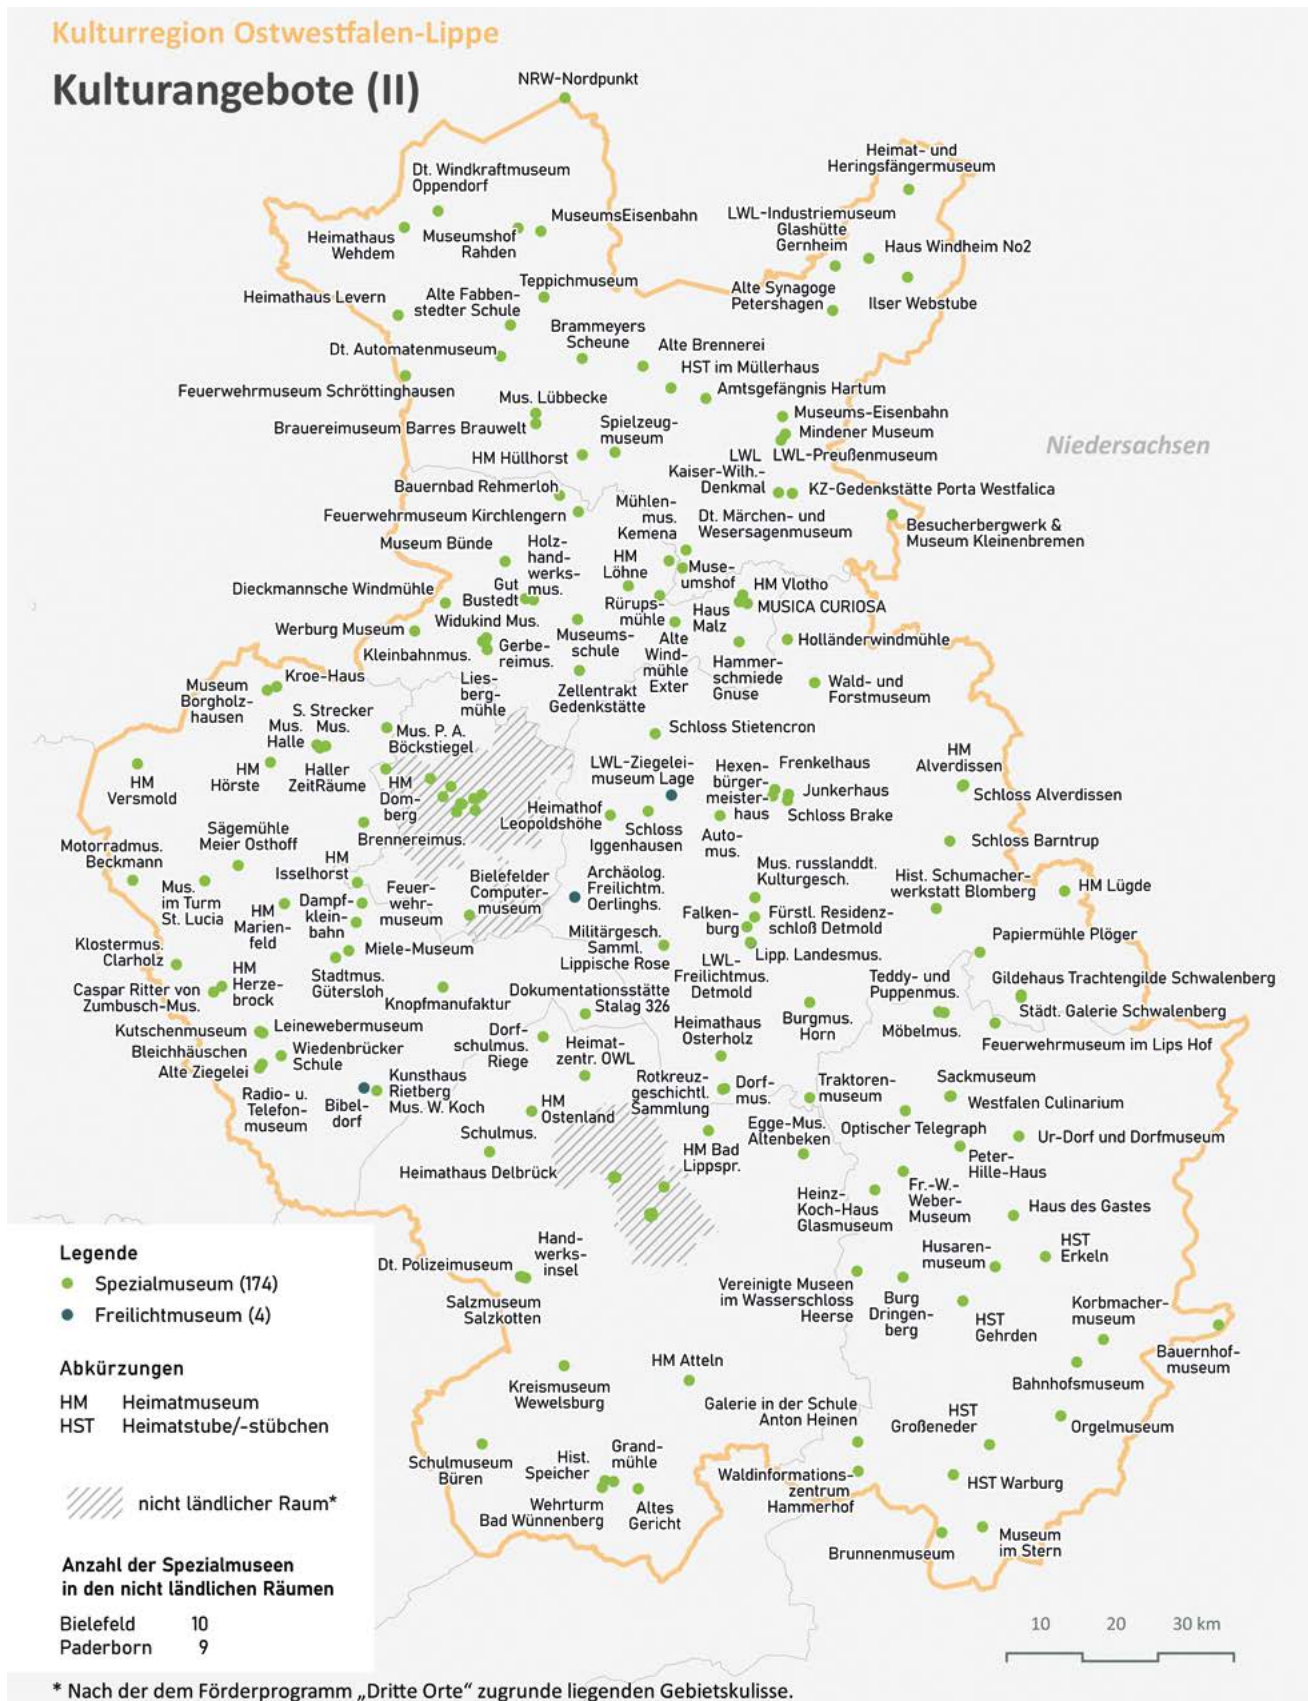 Kulturregion Ostwestfalen-Lippe
Kulturangebote (II)
NRW-Nordpunkt
Heimat- und
Heringsfängermuseum
Dt. Windkraftmuseum
Oppendorf
MuseumsEisenbahn
LWL-Industriemuseum
Glashütte
Gernheim
Haus Windheim No2
Heimathaus
Wehdem
Museumshof
Rahden
Teppichmuseum
Alte Synagoge
Petershagen
Ilser Webstube
Heimathaus Levern
Alte Fabben-
stedter Schule
Brammeyers
Scheune
Alte Brennerei
Dt. Automatenmuseum
HST im Müllerhaus
Feuerwehrmuseum Schröttinghausen
Amtsgefängnis Hartum
Mus. Lübbecke
Museums-Eisenbahn
Brauereimuseum Barres Brauwelt
Spielzeug-
museum
Mindener Museum
Niedersachsen
HM Hüllhorst
LWL
LWL-Preußenmuseum
Kaiser-Wilh.-
Denkmal
Bauernbad Rehmerloh
KZ-Gedenkstätte Porta Westfalica
Mühlen-
mus.
Kemena
Feuerwehrmuseum Kirchlengern
Dt. Märchen- und
Wesersagenmuseum
Besucherbergwerk &
Museum Kleinenbremen
Museum Bünde
Holz-
hand-
werks-
mus.
HM
Löhne
Muse-
umshof
HM Vlotho
Dieckmannsche Windmühle
Gut
Bustedt
Rürups-
mühle
Haus
Malz
MUSICA CURIOSA
Werburg Museum
Widukind Mus.
Museums-
schule
Alte
Wind-
mühle
Exter
Holländerwindmühle
Kleinbahnmus.
Gerbe-
reimus.
Hammer-
schmiede
Gnuse
Wald- und
Forstmuseum
Museum
Borgholz-
hausen
Kroe-Haus
Lies-
berg-
mühle
Zellentrakt
Gedenkstätte
S. Strecker
Mus.
Mus.
Halle
Mus. P. A.
Böckstiegel
Schloss Stietencron
HM
Versmold
HM
Hörste
Haller
ZeitRäume
HM
Dom-
berg
LWL-Ziegelei-
museum Lage
Hexen-
bürger-
meister-
haus
Frenkelhaus
Junkerhaus
Schloss Brake
HM
Alverdissen
Schloss Alverdissen
Heimathof
Leopoldshöhe
Schloss
Iggenhausen
Auto-
mus.
Schloss Barntrup
Motorradmus.
Beckmann
Sägemühle
Meier Osthoff
Brennereimus.
HM
Isselhorst
Mus.
im Turm
St. Lucia
HM
Marien-
feld
Dampf-
klein-
bahn
Feuer-
wehr-
museum
Bielefelder
Computer-
museum
Archäolog.
Freilichtm.
Oerlinghs.
Mus. russlanddt.
Kulturgesch.
Hist. Schumacher-
werkstatt Blomberg
HM Lügde
Falken-
burg
Fürstl. Residenz-
schloß Detmold
Klostermus.
Clarholz
Miele-Museum
Militärgesch.
Samml.
Lippische Rose
Lipp. Landesmus.
Papiermühle Plöger
HM
Herze-
brock
Stadtmus.
Gütersloh
LWL-
Freilichtmus.
Detmold
Teddy- und
Puppenmus.
Gildehaus Trachtengilde Schwalenberg
Caspar Ritter von
Zumbusch-Mus.
Knopfmanufaktur
Dokumentationsstätte
Stalag 326
Burgmus.
Horn
Möbelmus.
Städt. Galerie Schwalenberg
Kutschenmuseum
Leinewebermuseum
Dorf-
schulmus.
Riege
Heimat-
zentr. OWL
Heimathaus
Osterholz
Feuerwehrmuseum im Lips Hof
Bleichhäuschen
Alte Ziegelei
Wiedenbrücker
Schule
Radio- u.
Telefon-
museum
Bibel-
dorf
Kunsthaus
Rietberg
Mus. W. Koch
HM
Ostenland
Rotkreuz-
geschichtl.
Sammlung
Dorf-
mus.
Traktoren-
museum
Sackmuseum
Westfalen Culinarium
Schulmus.
Egge-Mus.
Altenbeken
Optischer Telegraph
Ur-Dorf und Dorfmuseum
Heimathaus Delbrück
HM Bad
Lippspr.
Peter-
Hille-Haus
Heinz-
Koch-Haus
Glasmuseum
Fr.-W.-
Weber-
Museum
Haus des Gastes
Hand-
werks-
insel
Dt. Polizeimuseum
Husaren-
museum
HST
Erkeln
Salzmuseum
Salzkotten
Vereinigte Museen
im Wasserschloss
Heerse
Burg
Dringen-
berg
HST
Gehrden
Korbmacher-
museum
Bauernhof-
museum
HM Atteln
Kreismuseum
Wewelsburg
Bahnhofsmuseum
Galerie in der Schule
Anton Heinen
HST
Großeneder
Orgelmuseum
Schulmuseum
Büren
Hist.
Speicher
Grand-
mühle
Waldinformations-
zentrum
Hammerhof
HST Warburg
Wehrturm
Bad Wünnenberg
Altes
Gericht
Brunnenmuseum
Museum
im Stern
Legende
Spezialmuseum (174)
Freilichtmuseum (4)
Abkürzungen
HM Heimatmuseum
HST Heimatstube/-stübchen
nicht ländlicher Raum*
Anzahl der Spezialmuseen
in den nicht ländlichen Räumen
Bielefeld 10
Paderborn 9
10 20 30 km
* Nach der dem Förderprogramm „Dritte Orte“ zugrunde liegenden Gebietskulisse.